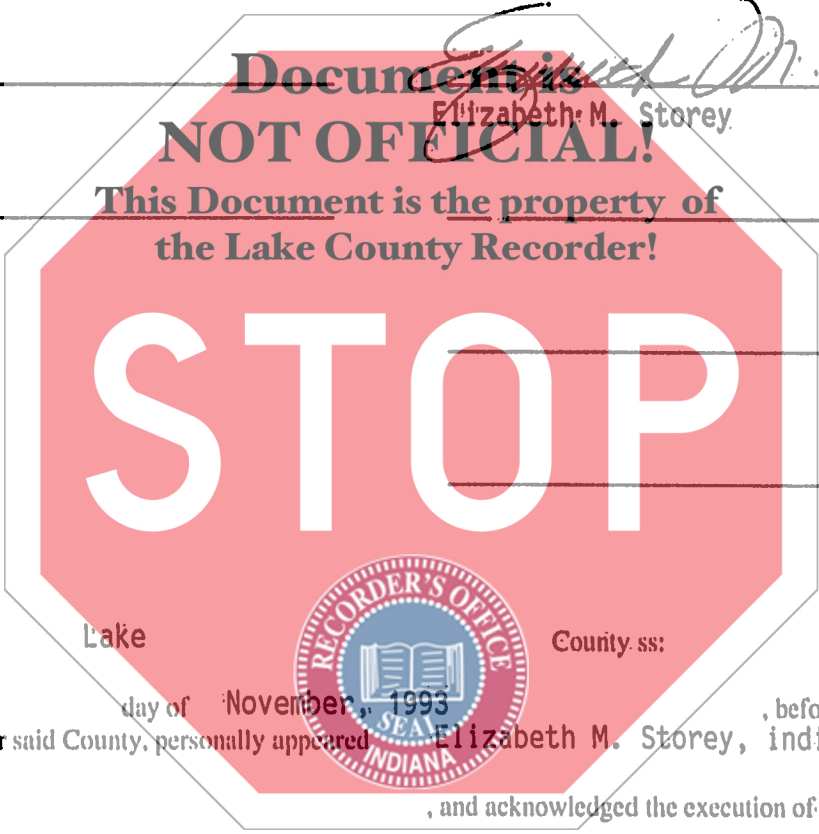 Document is
Elizabeth M. Storey
NOT OFFICIAL!
This Document is the property of
the Lake County Recorder!
STOP
RECORDER'S OFFICE
Lake County ss:
day of November, 1993 , befo
SEAL
r said County, personally appeared Elizabeth M. Storey, indi
INDIANA
, and acknowledged the execution of